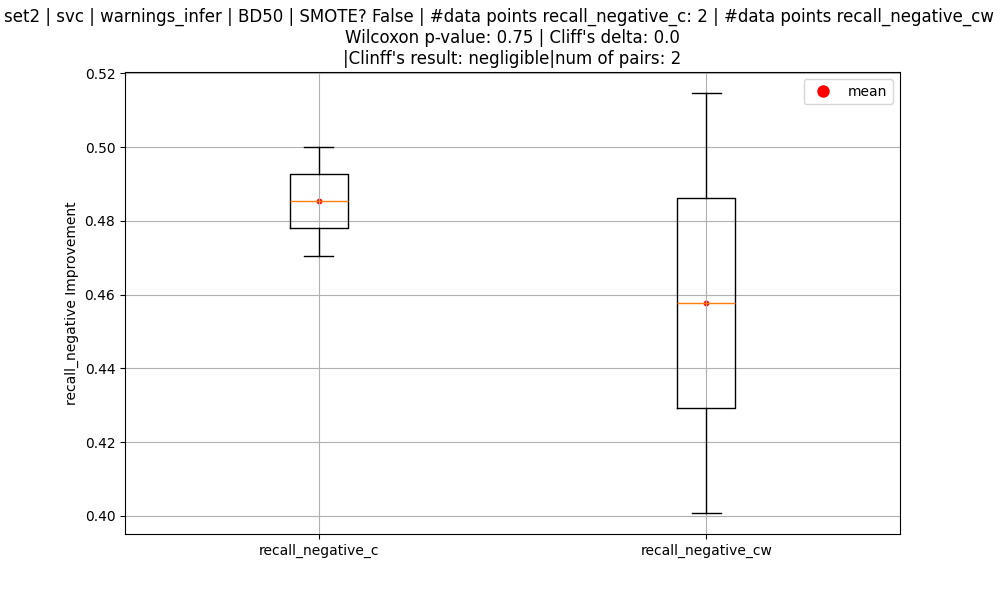 set2 | svc | warnings_infer | BD50 | SMOTE? False | #data points recall_negative_c: 2 | #data points recall_negative_cw
Wilcoxon p-value: 0.75 | Cliff's delta: 0.0
|Clinff's result: negligible|num of pairs: 2
mean
0.52
0.50
0.48
0.46
0.44
0.42
0.40
recall_negative Improvement
recall_negative_c
recall_negative_cw